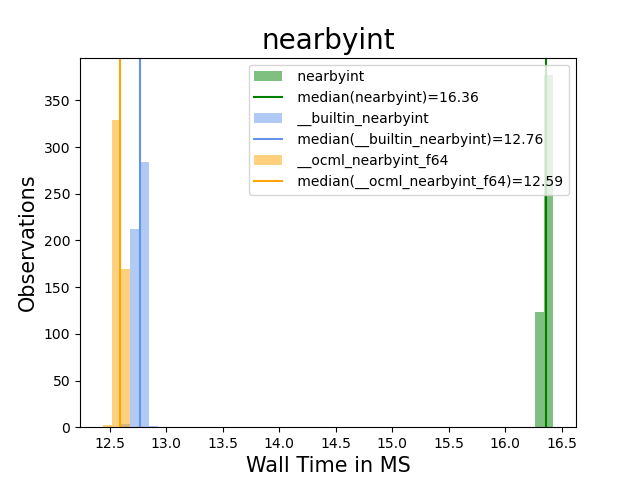 nearbyint
nearbyint
median(nearbyint)=16.36
__builtin_nearbyint
median(__builtin_nearbyint)=12.76
__ocml_nearbyint_f64
median(__ocml_nearbyint_f64)=12.59
Observations
350
300
250
200
150
100
50
0
12.5 13.0 13.5 14.0 14.5 15.0 15.5 16.0 16.5
Wall Time in MS